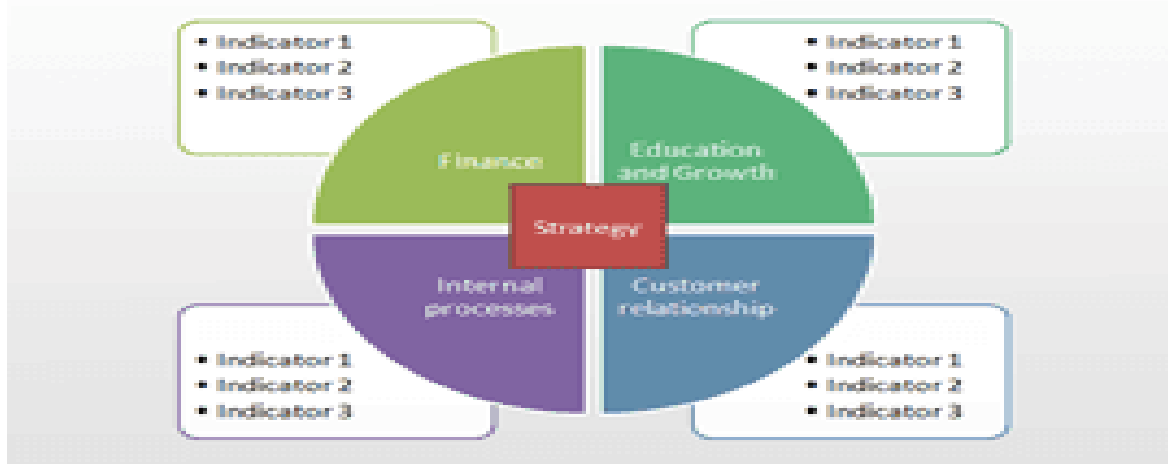 • Indicator 1
• Indicator 2
• Indicator 3
• Indicator 1
• Indicator 2
• Indicator 3
Finance
Education
and Growth
Strategy
Internal
processes
Customer
relationship
• Indicator 1
• Indicator 2
• Indicator 3
• Indicator 1
• Indicator 2
• Indicator 3